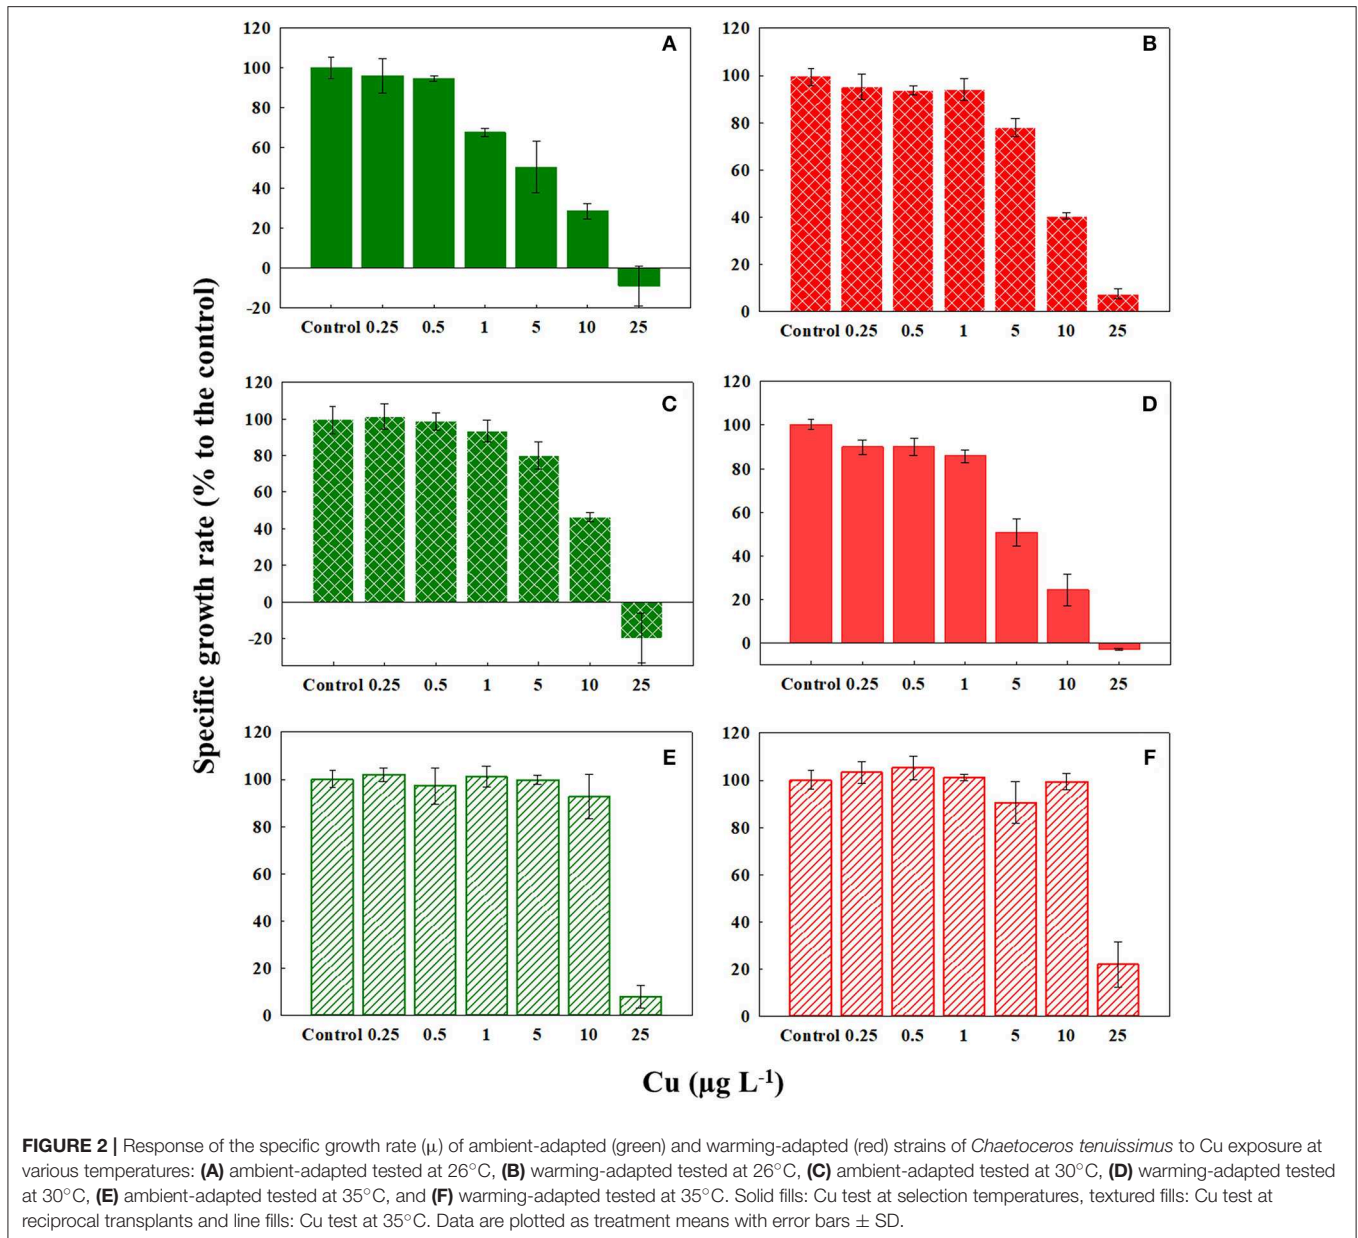 Specific growth rate (% to the control)
A
120
100
80
60
40
20
0
-20
Control 0.25 0.5 1 5 10 25
B
120
100
80
60
40
20
0
Control 0.25 0.5 1 5 10 25
C
120
100
80
60
40
20
0
-20
Control 0.25 0.5 1 5 10 25
D
120
100
80
60
40
20
0
Control 0.25 0.5 1 5 10 25
E
120
100
80
60
40
20
0
Control 0.25 0.5 1 5 10 25
F
120
100
80
60
40
20
0
Control 0.25 0.5 1 5 10 25
Cu (µg L⁻¹)
FIGURE 2 | Response of the specific growth rate (μ) of ambient-adapted (green) and warming-adapted (red) strains of Chaetoceros tenuissimus to Cu exposure at
various temperatures: (A) ambient-adapted tested at 26°C, (B) warming-adapted tested at 26°C, (C) ambient-adapted tested at 30°C, (D) warming-adapted tested
at 30°C, (E) ambient-adapted tested at 35°C, and (F) warming-adapted tested at 35°C. Solid fills: Cu test at selection temperatures, textured fills: Cu test at
reciprocal transplants and line fills: Cu test at 35°C. Data are plotted as treatment means with error bars ± SD.